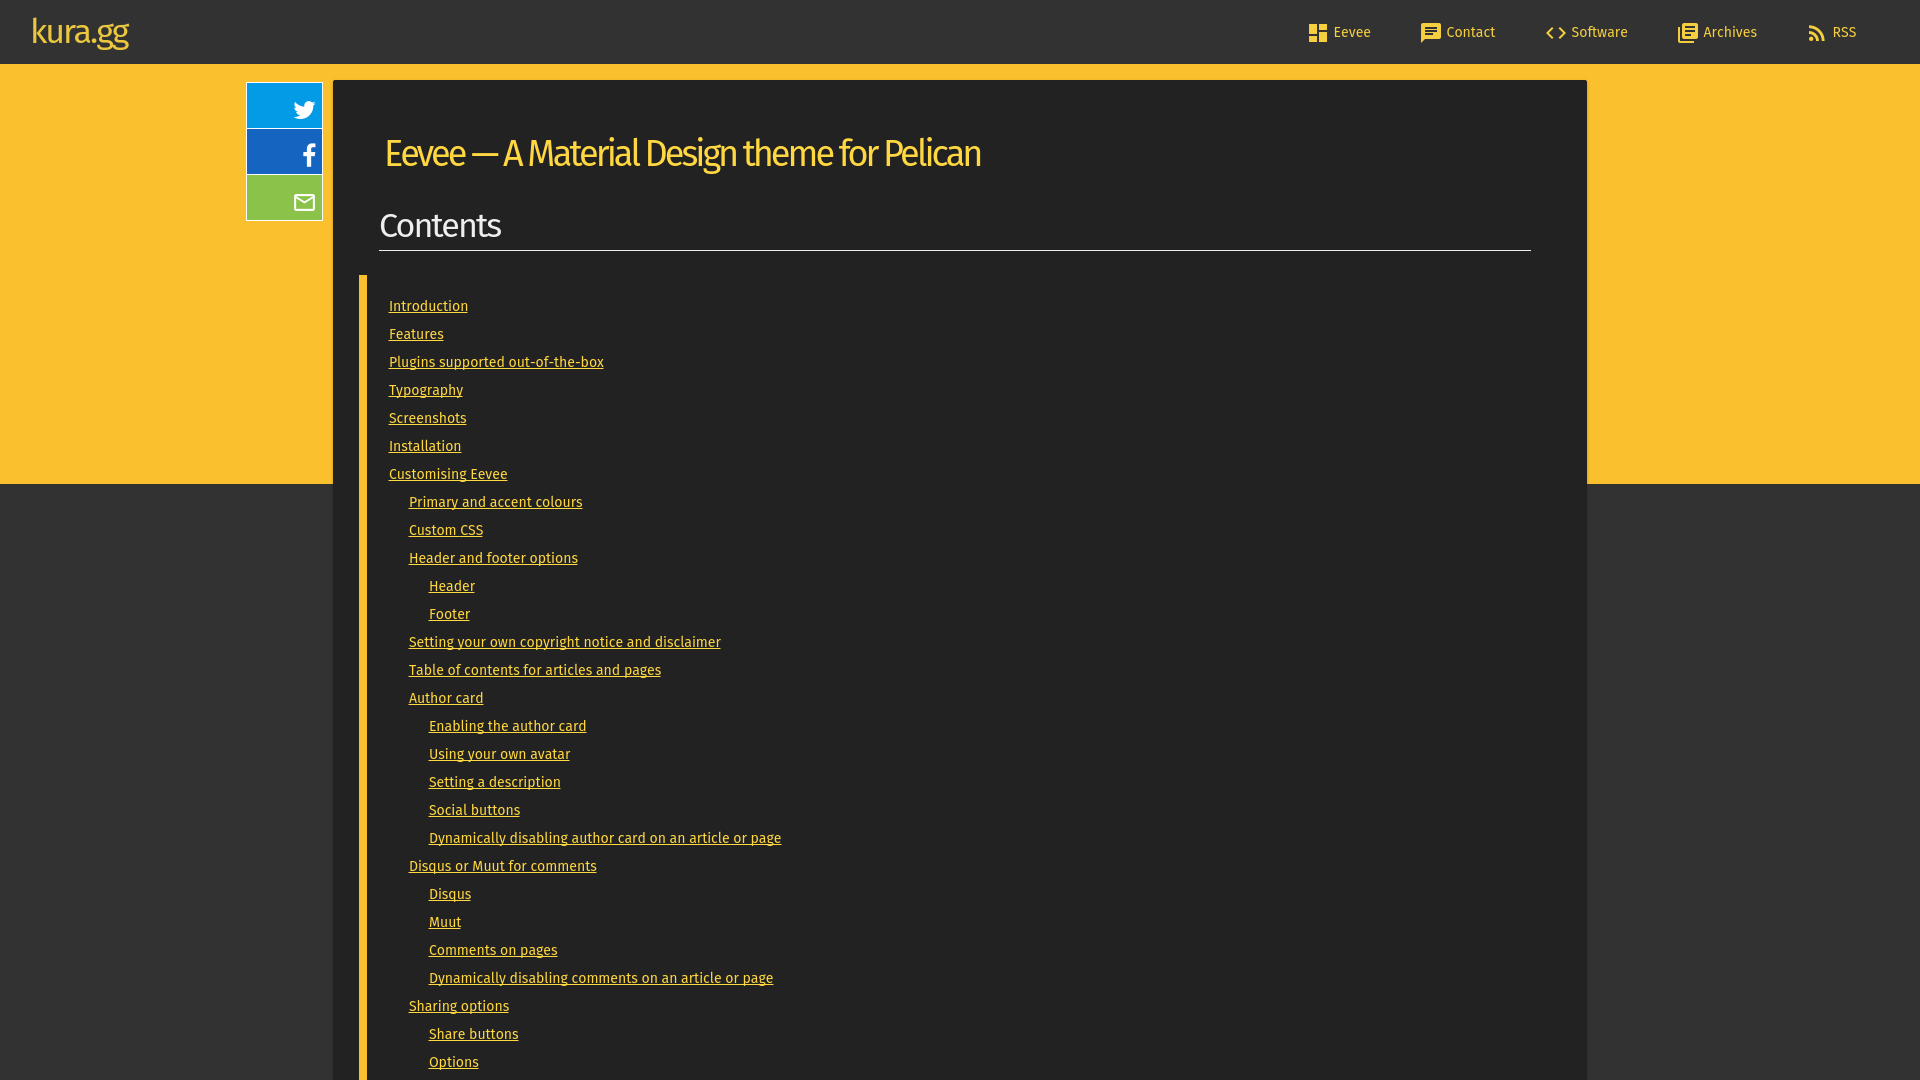 kura.gg
Eevee
Contact
Software
Archives
RSS
Eevee — A Material Design theme for Pelican
Contents
Introduction
Features
Plugins supported out-of-the-box
Typography
Screenshots
Installation
Customising Eevee
Primary and accent colours
Custom CSS
Header and footer options
Header
Footer
Setting your own copyright notice and disclaimer
Table of contents for articles and pages
Author card
Enabling the author card
Using your own avatar
Setting a description
Social buttons
Dynamically disabling author card on an article or page
Disqus or Muut for comments
Disqus
Muut
Comments on pages
Dynamically disabling comments on an article or page
Sharing options
Share buttons
Options